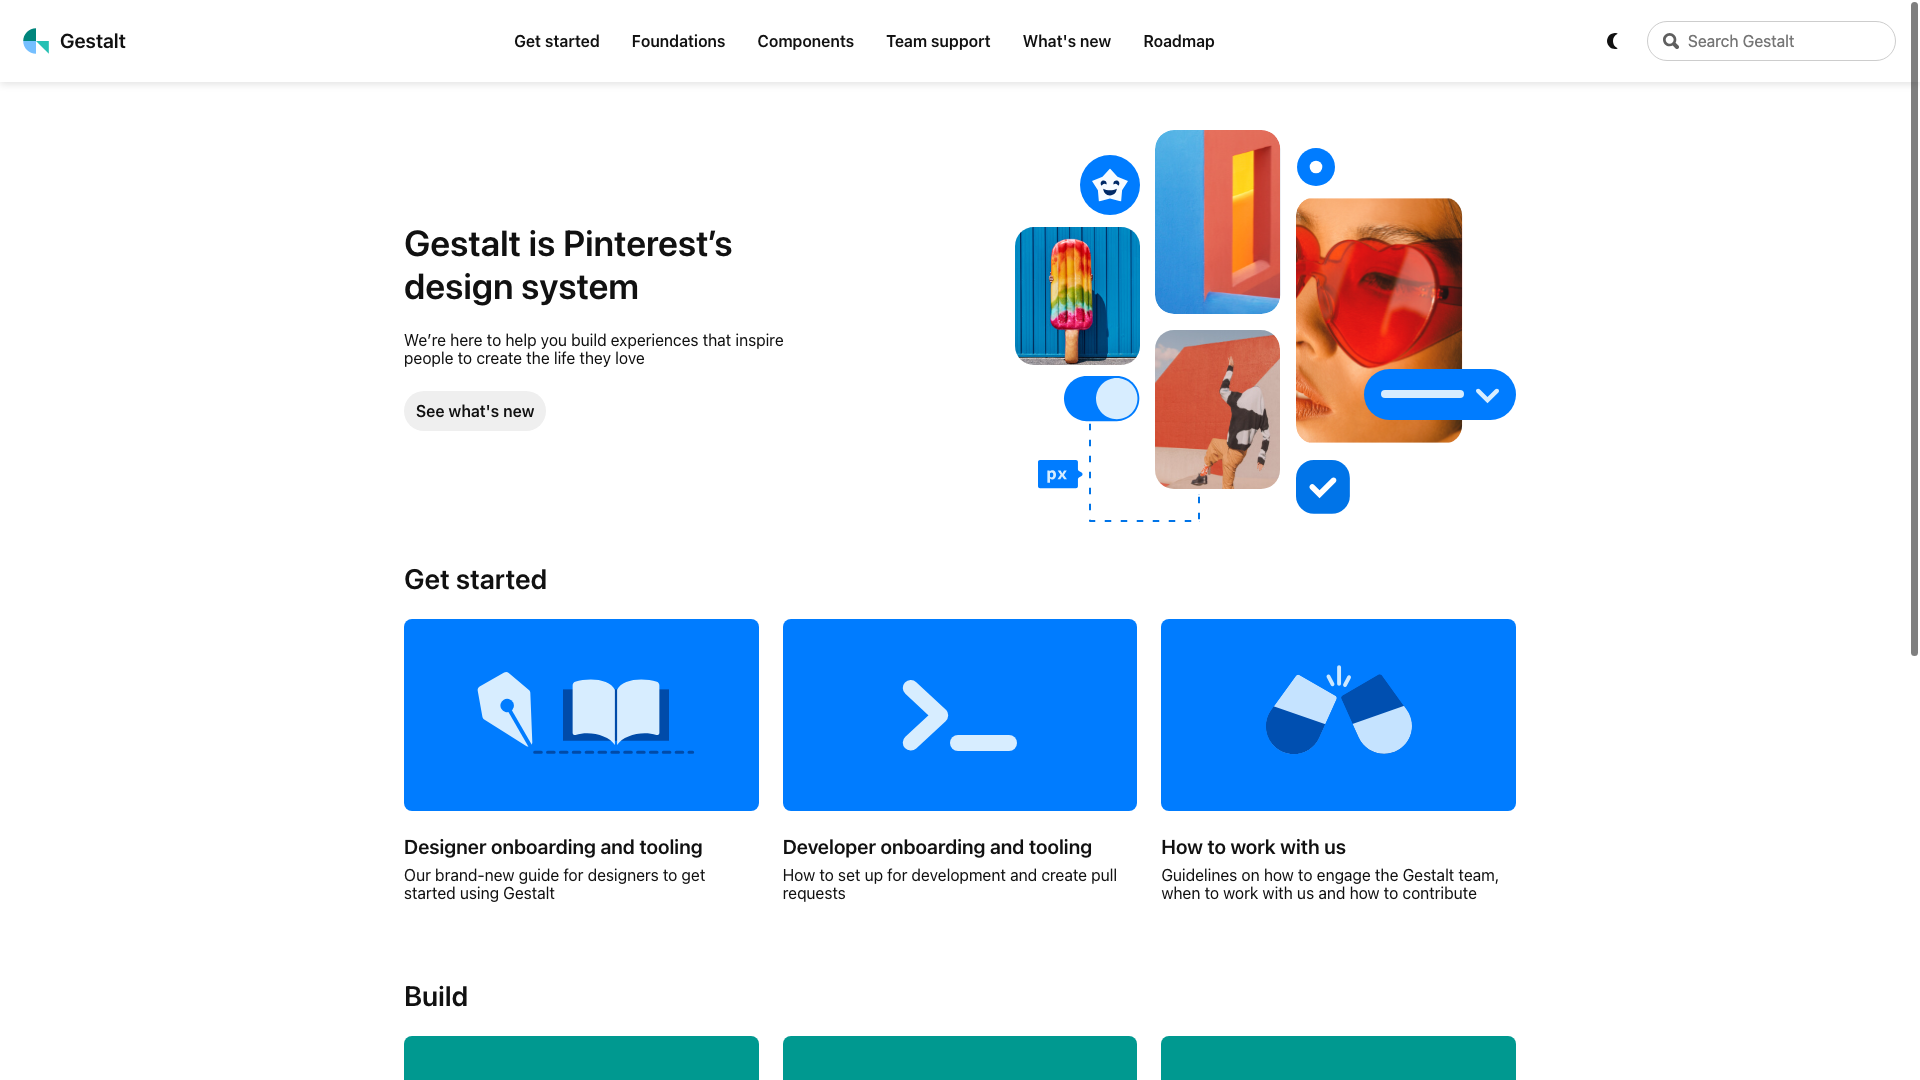 Gestalt
Get started
Foundations
Components
Team support
What's new
Roadmap
Search Gestalt
Gestalt is Pinterest’s
design system
We’re here to help you build experiences that inspire
people to create the life they love
See what's new
px
Get started
Designer onboarding and tooling
Our brand-new guide for designers to get
started using Gestalt
Developer onboarding and tooling
How to set up for development and create pull
requests
How to work with us
Guidelines on how to engage the Gestalt team,
when to work with us and how to contribute
Build